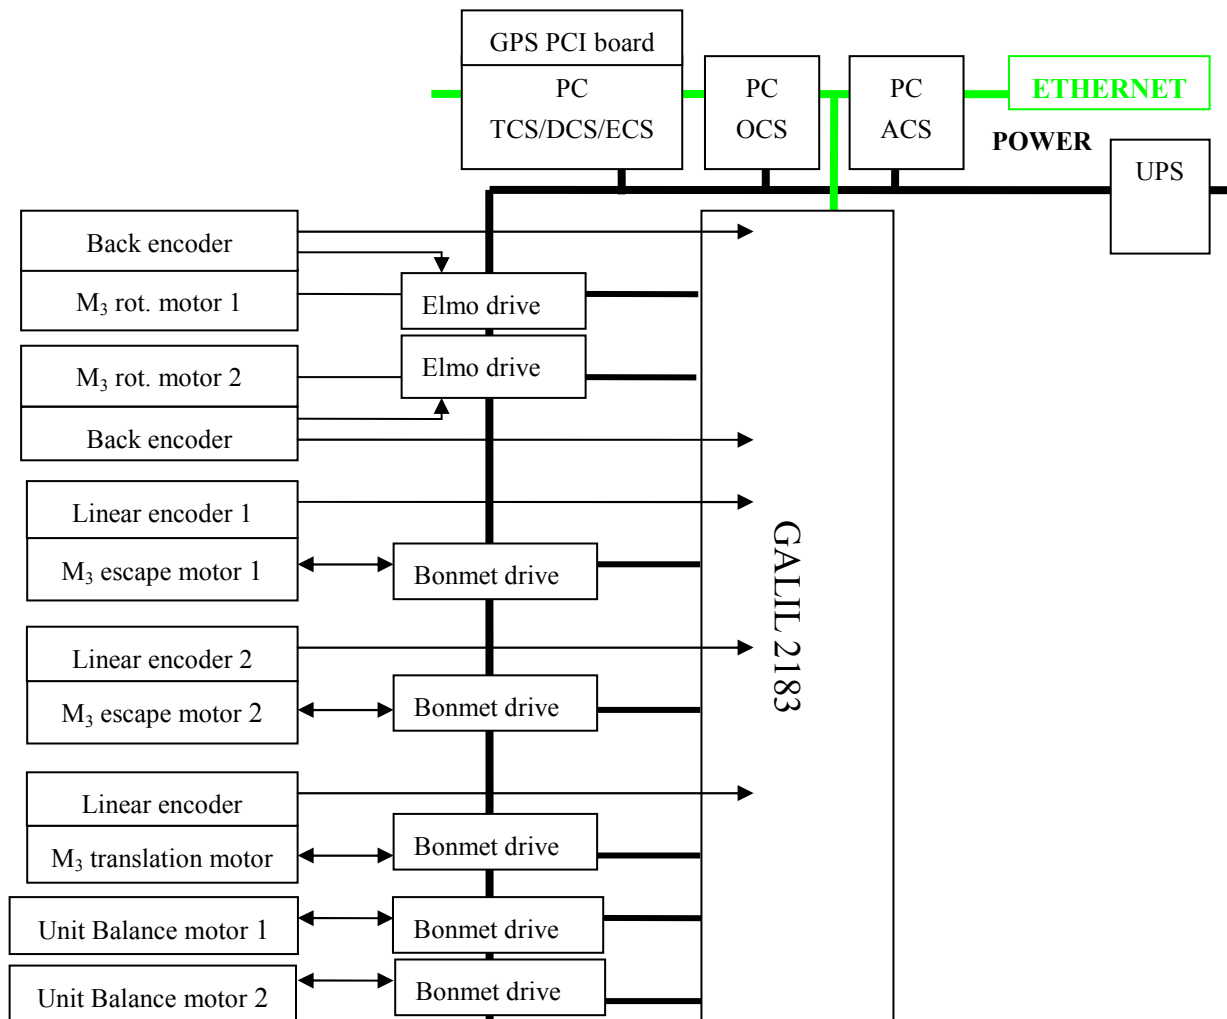 GPS PCI board
PC
TCS/DCS/ECS
PC
OCS
PC
ACS
ETHERNET
POWER
UPS
Back encoder
M₃ rot. motor 1
Elmo drive
M₃ rot. motor 2
Elmo drive
Back encoder
Linear encoder 1
M₃ escape motor 1
Bonmet drive
GALIL 2183
Linear encoder 2
M₃ escape motor 2
Bonmet drive
Linear encoder
M₃ translation motor
Bonmet drive
Unit Balance motor 1
Bonmet drive
Unit Balance motor 2
Bonmet drive